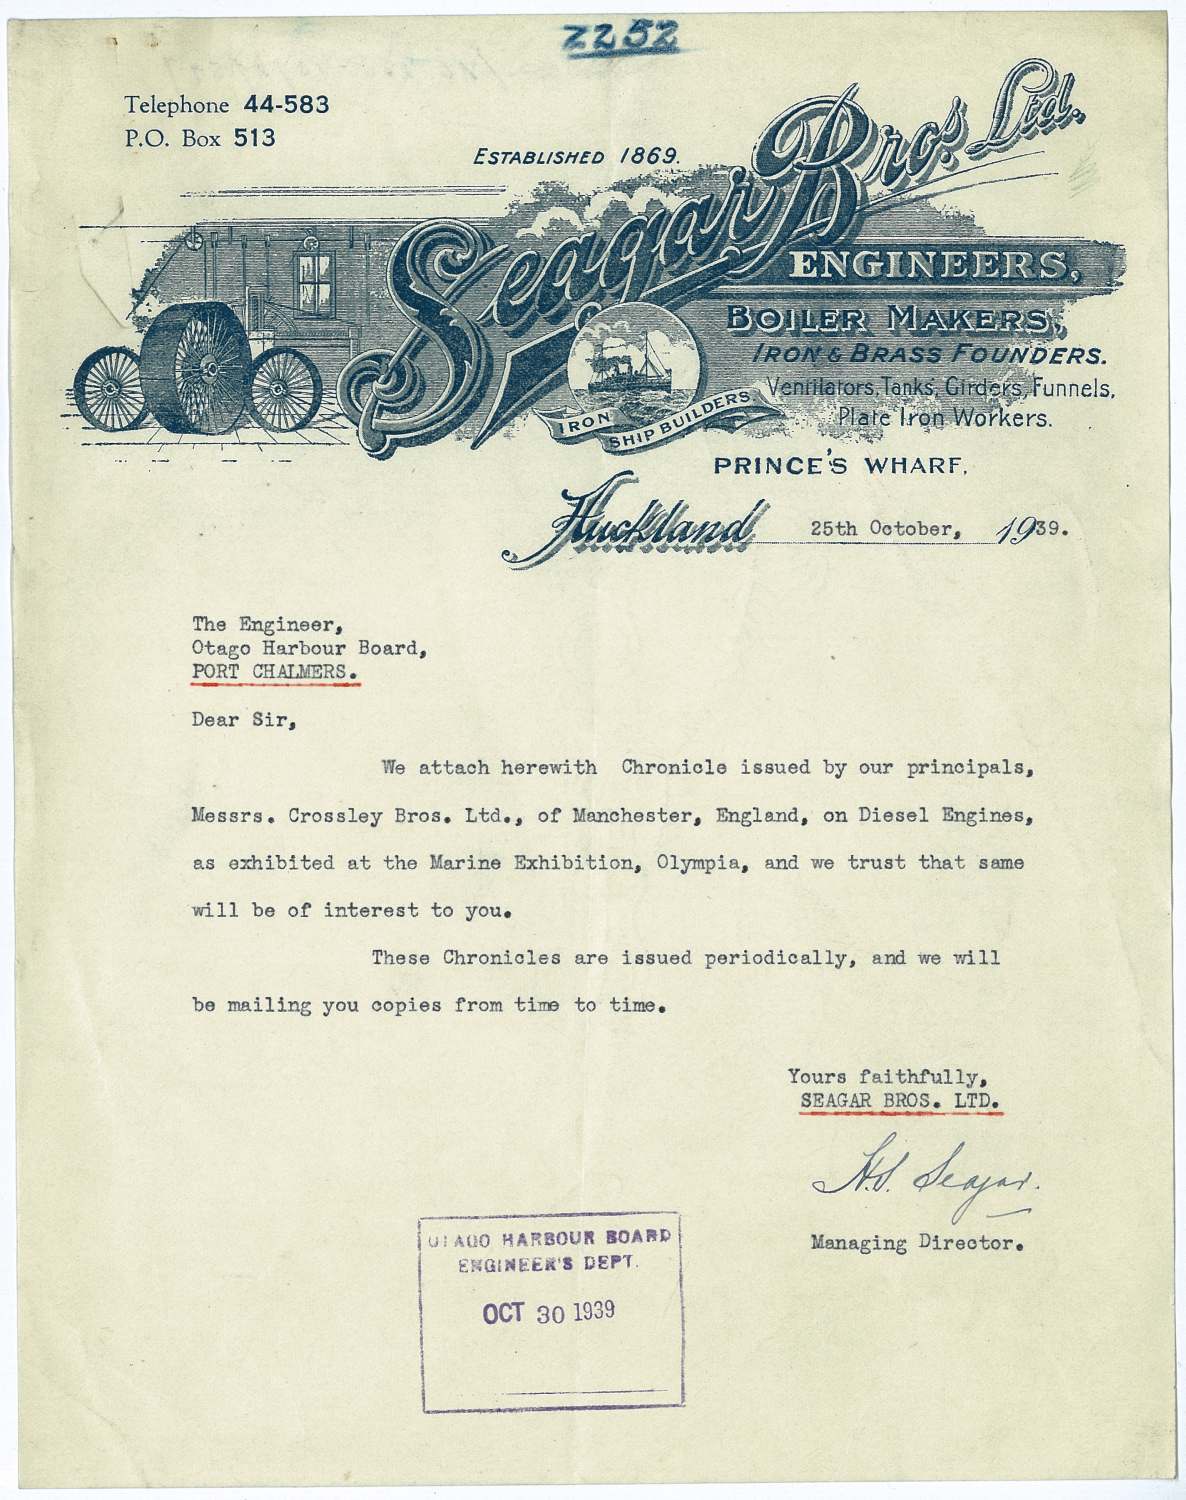 2252
Telephone 44-583
P.O. Box 513
ESTABLISHED 1869.
Seagar Bros. Ltd.
ENGINEERS,
BOILER MAKERS,
IRON & BRASS FOUNDERS.
Ventilators, Tanks, Girders, Funnels,
Plate Iron Workers.
IRON SHIP BUILDERS
PRINCE'S WHARF,
Auckland 25th October, 1939.
The Engineer,
Otago Harbour Board,
PORT CHALMERS.
Dear Sir,
We attach herewith Chronicle issued by our principals,
Messrs. Crossley Bros. Ltd., of Manchester, England, on Diesel Engines,
as exhibited at the Marine Exhibition, Olympia, and we trust that same
will be of interest to you.
These Chronicles are issued periodically, and we will
be mailing you copies from time to time.
Yours faithfully,
SEAGAR BROS. LTD.
H.S. Seagar.
Managing Director.
OTAGO HARBOUR BOARD
ENGINEER'S DEPT.
OCT 30 1939